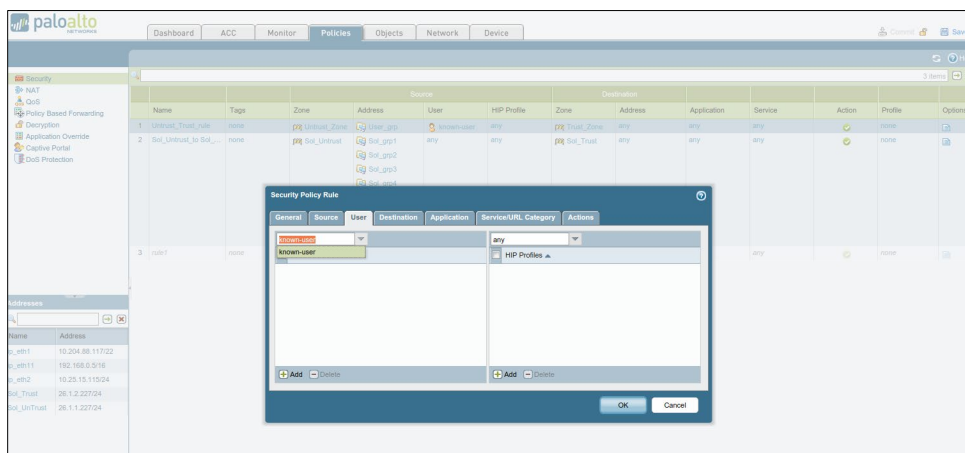 paloalto
NETWORKS
Dashboard ACC Monitor Policies Objects Network Device
Commit Save
3 items
Security
NAT
QoS
Policy Based Forwarding
Decryption
Application Override
Captive Portal
DoS Protection
Source Destination
Name Tags Zone Address User HIP Profile Zone Address Application Service Action Profile Options
1 Untrust_Trust_rule none Untrust_Zone User_grp known-user any Trust_Zone any any any none
2 Sol_Untrust_to Sol_... none Sol_Untrust Sol_grp1 any any Sol_Trust any any any none
Sol_grp2
Sol_grp3
Sol_grp4
3 rule1 none any none
Security Policy Rule
General Source User Destination Application Service/URL Category Actions
known-user any
known-user HIP Profiles
Add Delete Add Delete
OK Cancel
Addresses
Name Address
p_eth1 10.204.88.117/22
p_eth11 192.168.0.5/16
p_eth2 10.25.15.115/24
Sol_Trust 26.1.2.227/24
Sol_UnTrust 26.1.1.227/24